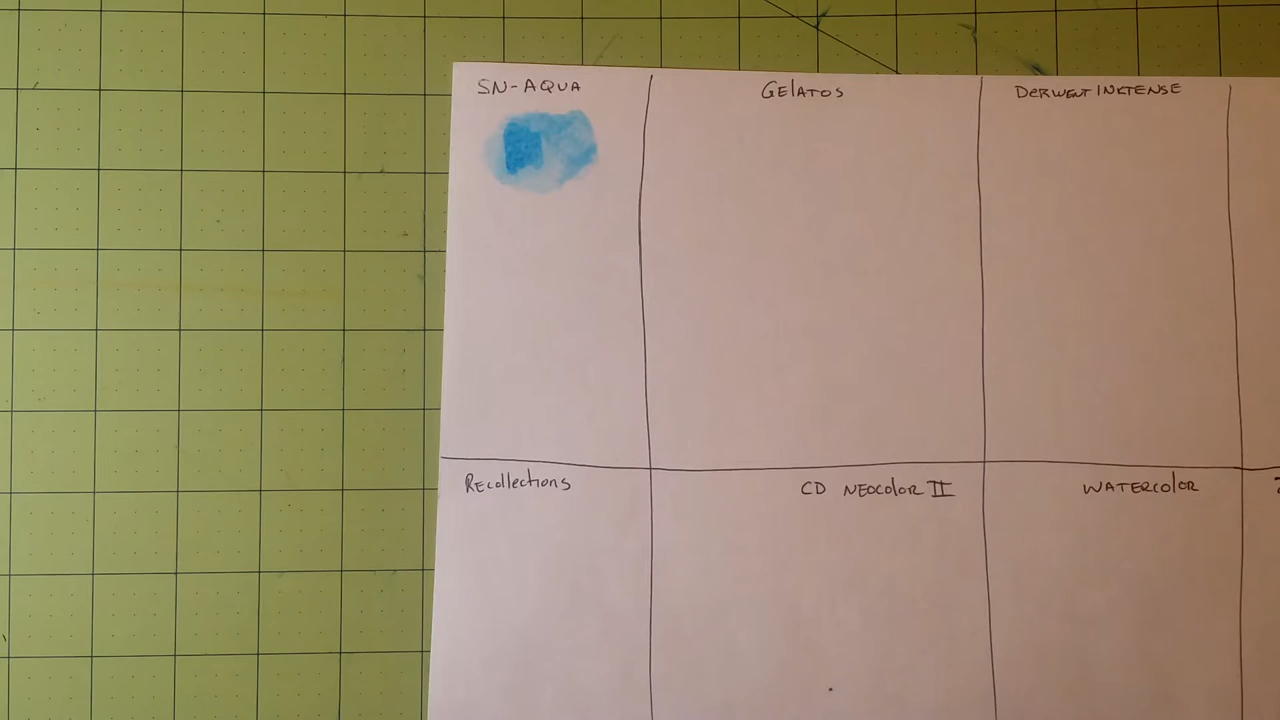 SN-AQUA
GElATOS
DERWENT INKTENSE
REcollections
CD NEOCOLOR II
WATERCOlOR